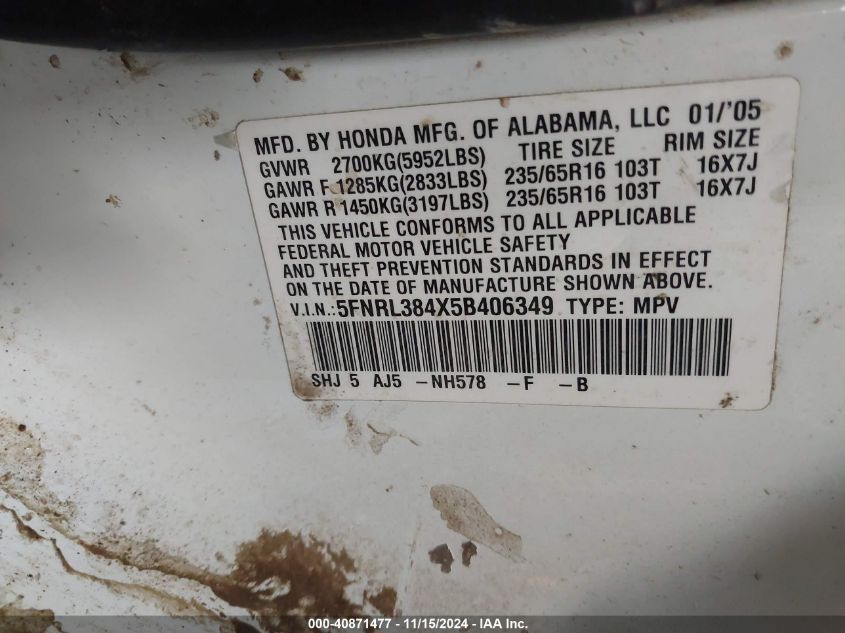 MFD. BY HONDA MFG. OF ALABAMA, LLC 01/'05
GVWR 2700KG(5952LBS) TIRE SIZE RIM SIZE
GAWR F 1285KG(2833LBS) 235/65R16 103T 16X7J
GAWR R 1450KG(3197LBS) 235/65R16 103T 16X7J
THIS VEHICLE CONFORMS TO ALL APPLICABLE
FEDERAL MOTOR VEHICLE SAFETY
AND THEFT PREVENTION STANDARDS IN EFFECT
ON THE DATE OF MANUFACTURE SHOWN ABOVE.
V.I.N.:5FNRL384X5B406349 TYPE: MPV
SHJ 5 AJ5 -NH578 -F -B
000-40871477 - 11/15/2024 - IAA Inc.